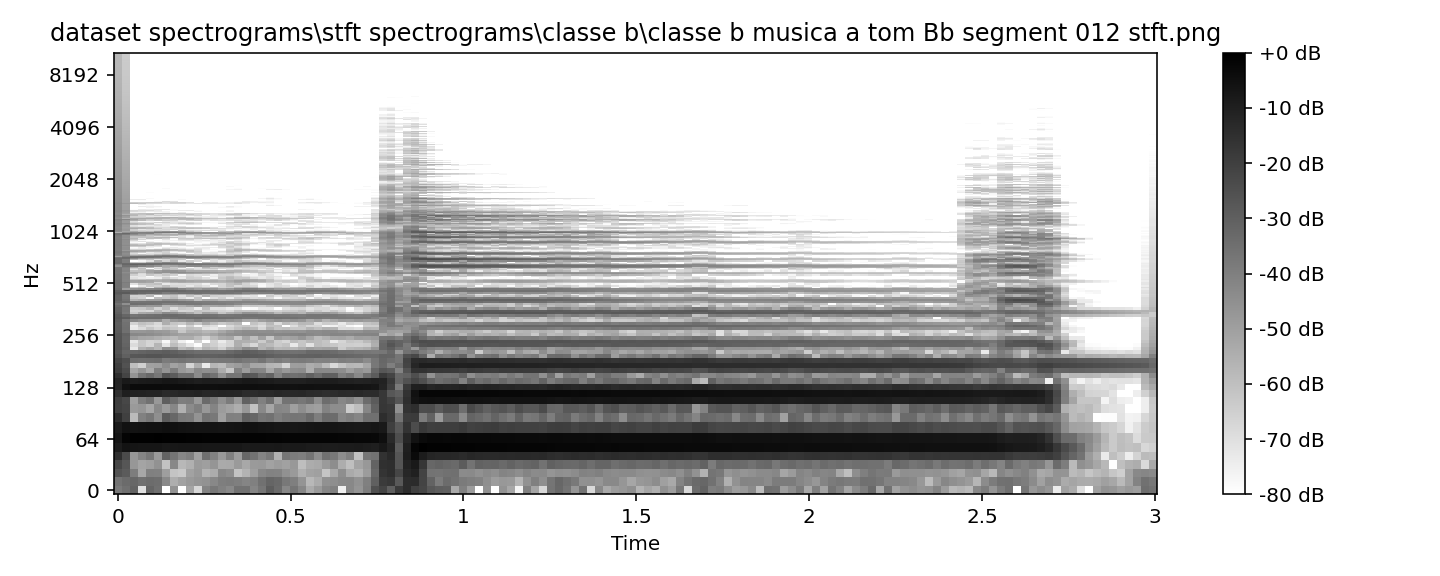 dataset spectrograms\stft spectrograms\classe b\classe b musica a tom Bb segment 012 stft.png
8192
4096
2048
1024
512
256
128
64
0
Hz
0
0.5
1
1.5
2
2.5
3
Time
+0 dB
-10 dB
-20 dB
-30 dB
-40 dB
-50 dB
-60 dB
-70 dB
-80 dB